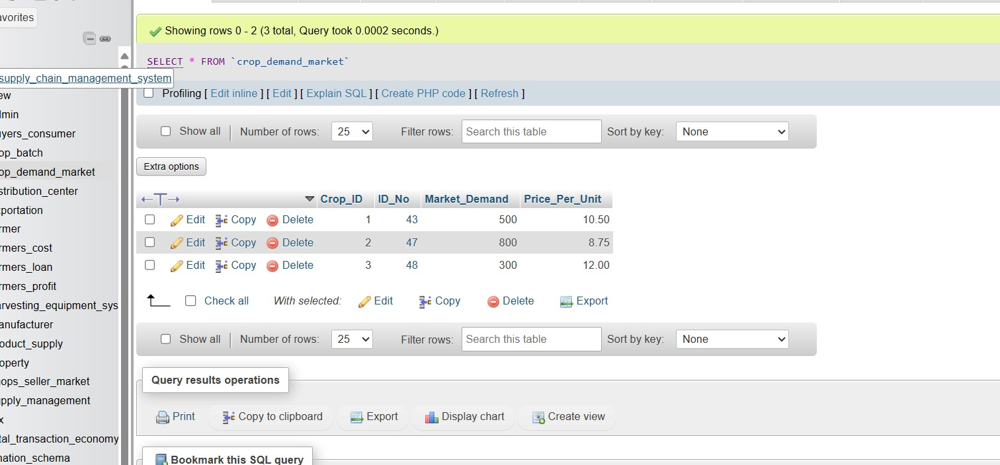 avorites
supply_chain_management_system
ew
dmin
uyers_consumer
op_batch
op_demand_market
stribution_center
portation
rmer
rmers_cost
rmers_loan
rmers_profit
arvesting_equipment_sys
anufacturer
oduct_supply
operty
ops_seller_market
pply_management
x
tal_transaction_economy
mation_schema
Showing rows 0 - 2 (3 total, Query took 0.0002 seconds.)
SELECT * FROM `crop_demand_market`
Profiling [ Edit inline ] [ Edit ] [ Explain SQL ] [ Create PHP code ] [ Refresh ]
Show all | Number of rows: 25 Filter rows: Search this table Sort by key: None
Extra options
←T→ Crop_ID ID_No Market_Demand Price_Per_Unit
Edit Copy Delete 1 43 500 10.50
Edit Copy Delete 2 47 800 8.75
Edit Copy Delete 3 48 300 12.00
Check all With selected: Edit Copy Delete Export
Show all | Number of rows: 25 Filter rows: Search this table Sort by key: None
Query results operations
Print Copy to clipboard Export Display chart Create view
Bookmark this SQL query